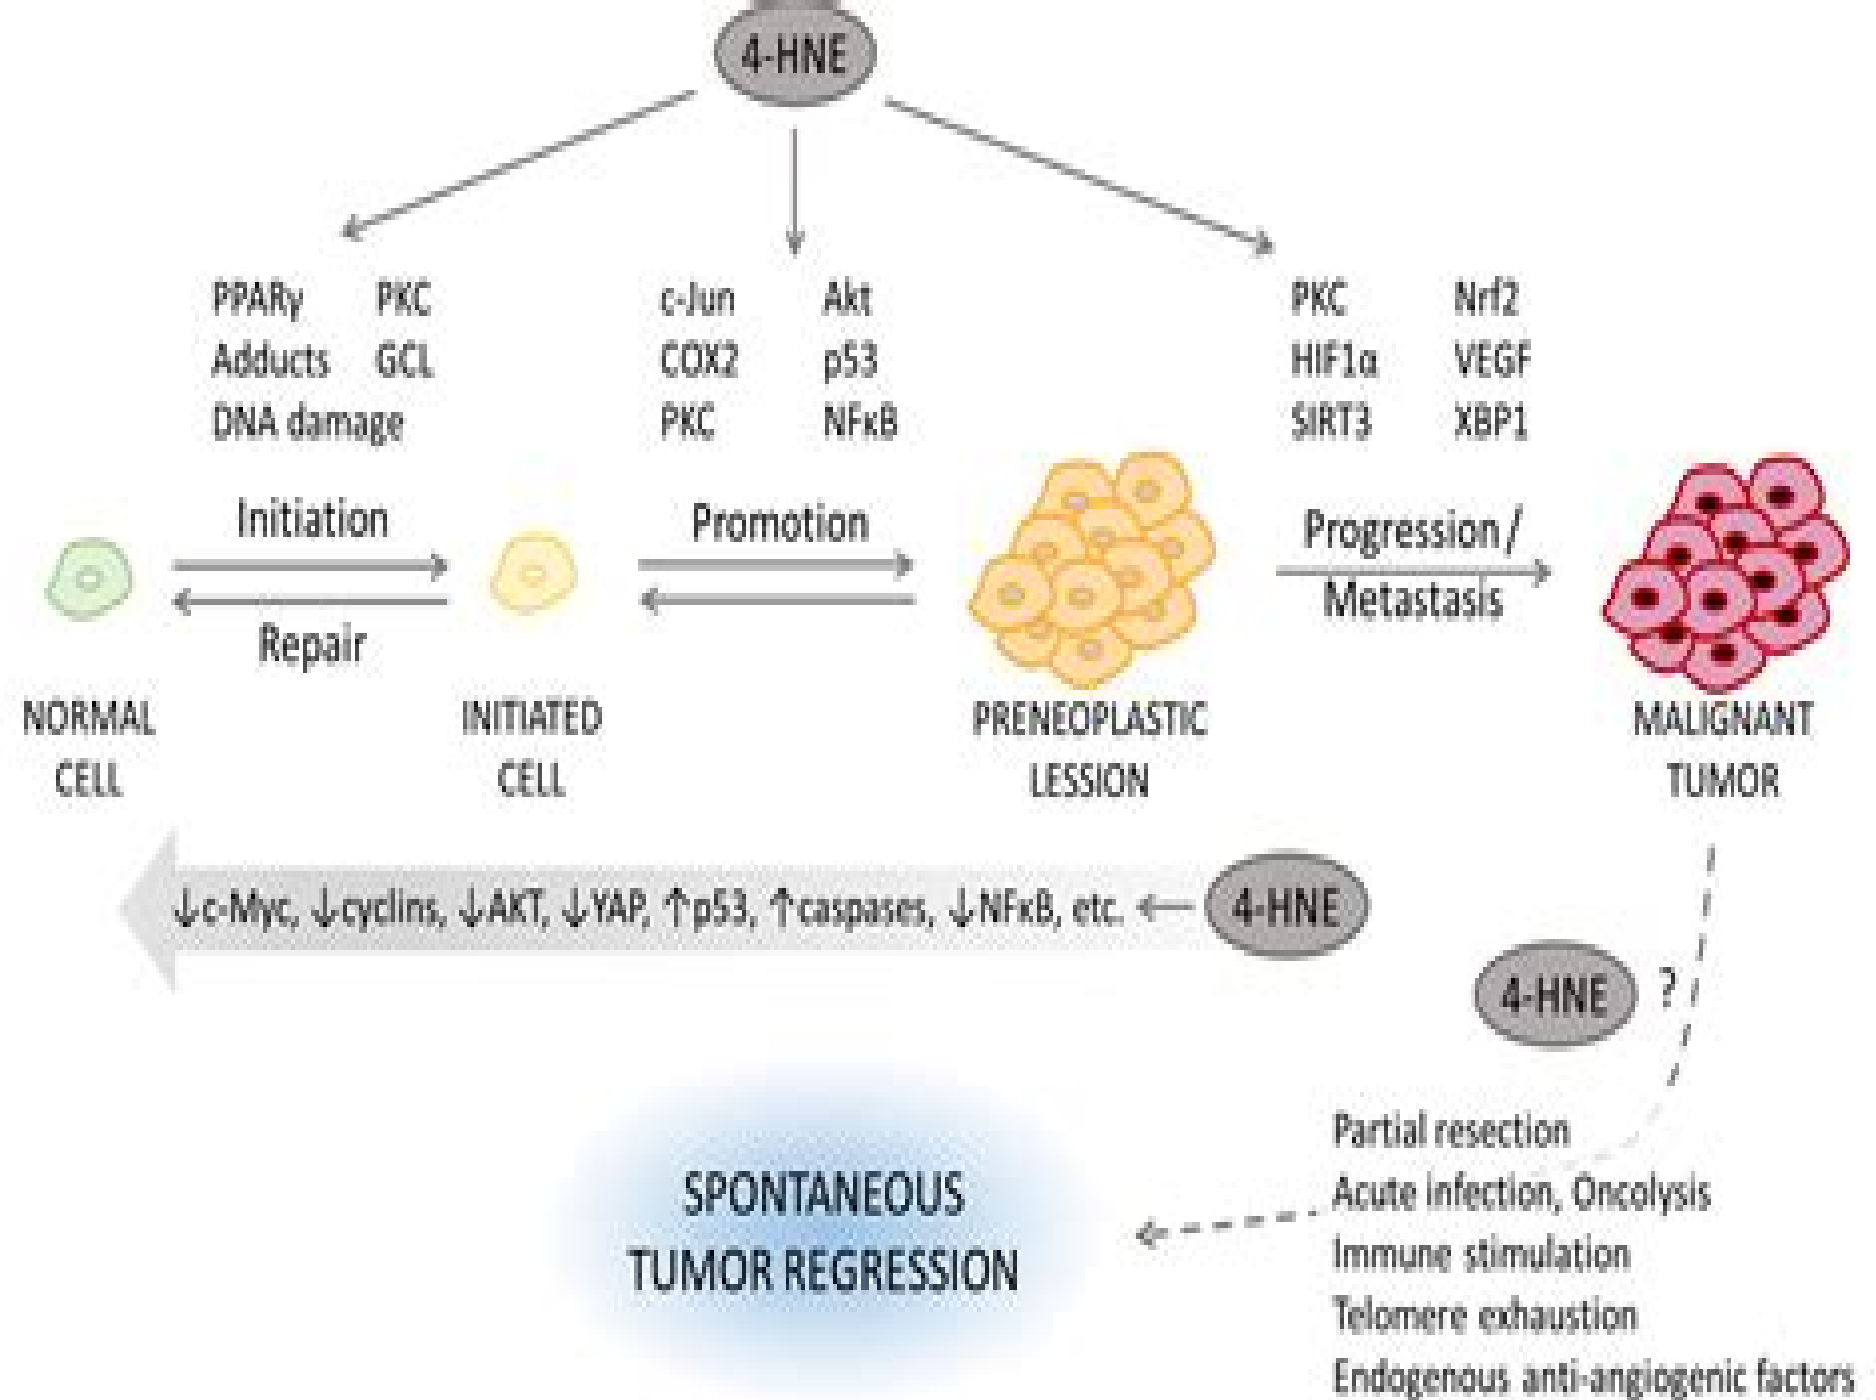 4-HNE
PPARγ PKC
Adducts GCL
DNA damage
c-Jun Akt
COX2 p53
PKC NFκB
PKC Nrf2
HIF1α VEGF
SIRT3 XBP1
Initiation
Repair
Promotion
Progression/
Metastasis
NORMAL
CELL
INITIATED
CELL
PRENEOPLASTIC
LESSION
MALIGNANT
TUMOR
↓c-Myc, ↓cyclins, ↓AKT, ↓YAP, ↑p53, ↑caspases, ↓NFκB, etc. ← 4-HNE
4-HNE ?
Partial resection
Acute infection, Oncolysis
Immune stimulation
Telomere exhaustion
Endogenous anti-angiogenic factors
SPONTANEOUS
TUMOR REGRESSION